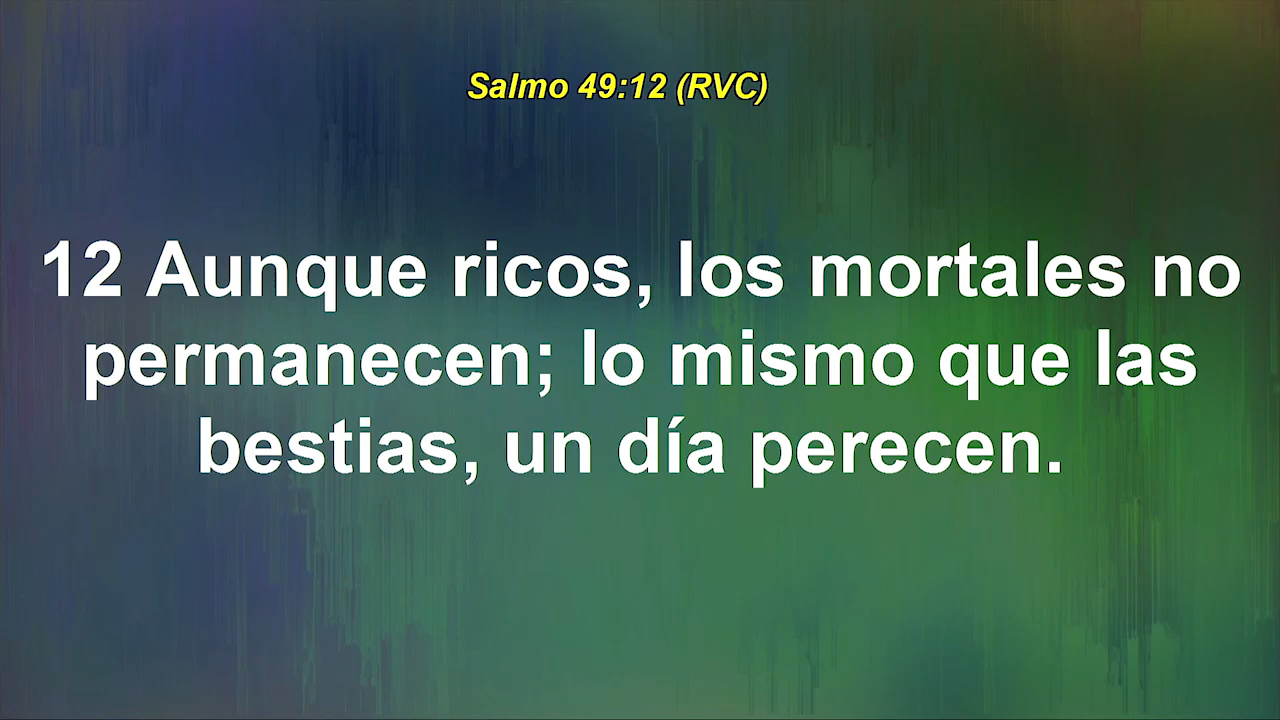 Salmo 49:12 (RVC)
12 Aunque ricos, los mortales no
permanecen; lo mismo que las
bestias, un día perecen.